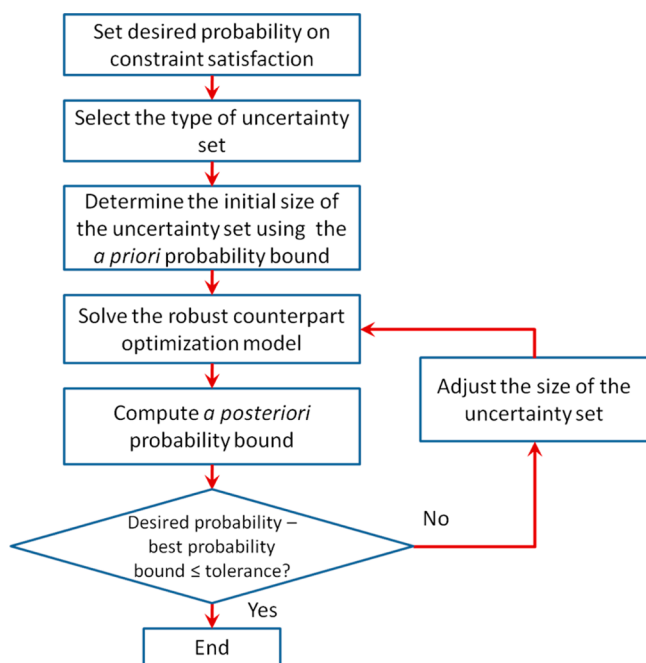 Set desired probability on
constraint satisfaction
Select the type of uncertainty
set
Determine the initial size of
the uncertainty set using the
a priori probability bound
Solve the robust counterpart
optimization model
Adjust the size of the
uncertainty set
Compute a posteriori
probability bound
No
Desired probability –
best probability
bound ≤ tolerance?
Yes
End